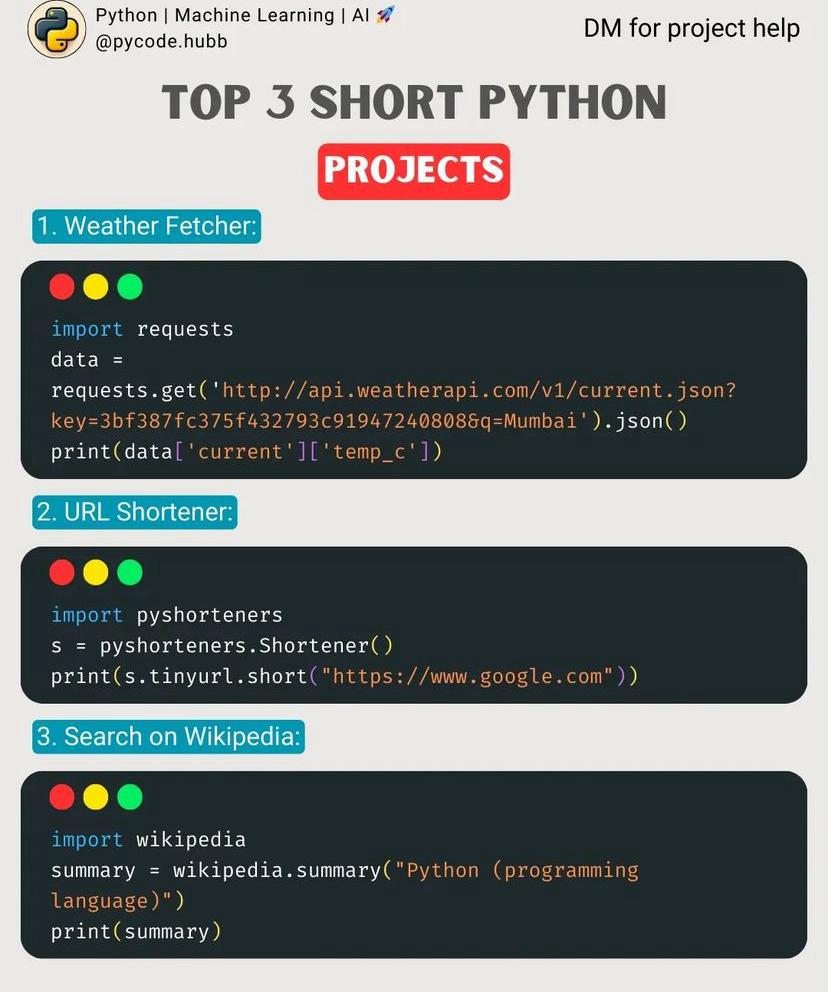 Python | Machine Learning | AI 🚀
@pycode.hubb
DM for project help
TOP 3 SHORT PYTHON
PROJECTS
1. Weather Fetcher:
import requests
data =
requests.get('http://api.weatherapi.com/v1/current.json?
key=3bf387fc375f432793c91947240808&q=Mumbai').json()
print(data['current']['temp_c'])
2. URL Shortener:
import pyshorteners
s = pyshorteners.Shortener()
print(s.tinyurl.short("https://www.google.com"))
3. Search on Wikipedia:
import wikipedia
summary = wikipedia.summary("Python (programming
language)")
print(summary)